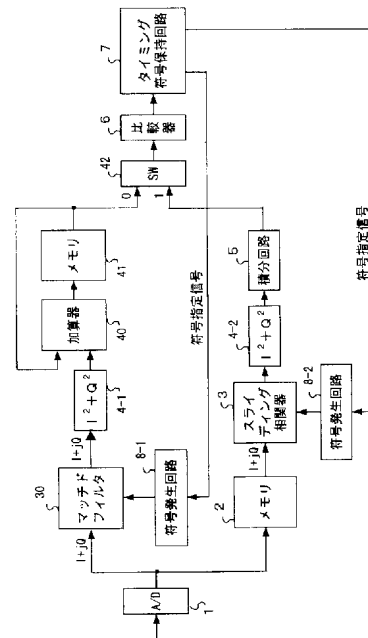 A/D
1
I+jQ
マッチド
フィルタ
30
I+jQ
I²+Q²
4-1
加算器
40
メモリ
41
0
1
SW
42
比較器
6
タイミング
符号保持回路
7
符号発生回路
8-1
符号指定信号
メモリ
2
I+jQ
スライ
ディング
相関器
3
I²+Q²
4-2
積分回路
5
符号発生回路
8-2
符号指定信号